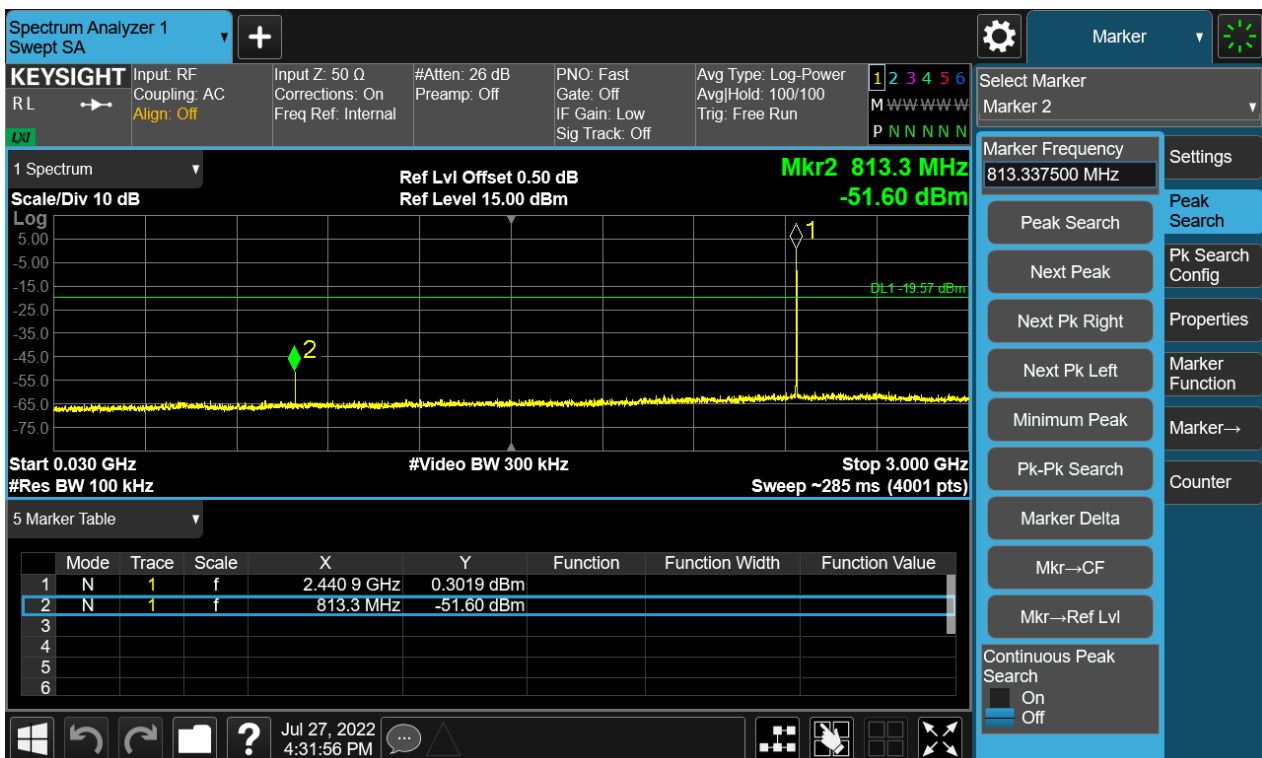 Spectrum Analyzer 1
Swept SA
+
Marker
KEYSIGHT
R L
LXI
Input: RF
Coupling: AC
Align: Off
Input Z: 50 Ω
Corrections: On
Freq Ref: Internal
#Atten: 26 dB
Preamp: Off
PNO: Fast
Gate: Off
IF Gain: Low
Sig Track: Off
Avg Type: Log-Power
Avg|Hold: 100/100
Trig: Free Run
1 2 3 4 5 6
M W W W W W
P N N N N N
Select Marker
Marker 2
1 Spectrum
Scale/Div 10 dB
Ref Lvl Offset 0.50 dB
Ref Level 15.00 dBm
Mkr2 813.3 MHz
-51.60 dBm
Log
5.00
-5.00
-15.0
-25.0
-35.0
-45.0
-55.0
-65.0
-75.0
1
DL1 -19.57 dBm
2
Start 0.030 GHz
#Video BW 300 kHz
Stop 3.000 GHz
#Res BW 100 kHz
Sweep ~285 ms (4001 pts)
5 Marker Table
Mode Trace Scale X Y Function Function Width Function Value
1 N 1 f 2.440 9 GHz 0.3019 dBm
2 N 1 f 813.3 MHz -51.60 dBm
3
4
5
6
Marker Frequency
813.337500 MHz
Peak Search
Next Peak
Next Pk Right
Next Pk Left
Minimum Peak
Pk-Pk Search
Marker Delta
Mkr→CF
Mkr→Ref Lvl
Continuous Peak
Search
On
Off
Settings
Peak
Search
Pk Search
Config
Properties
Marker
Function
Marker→
Counter
?
Jul 27, 2022
4:31:56 PM